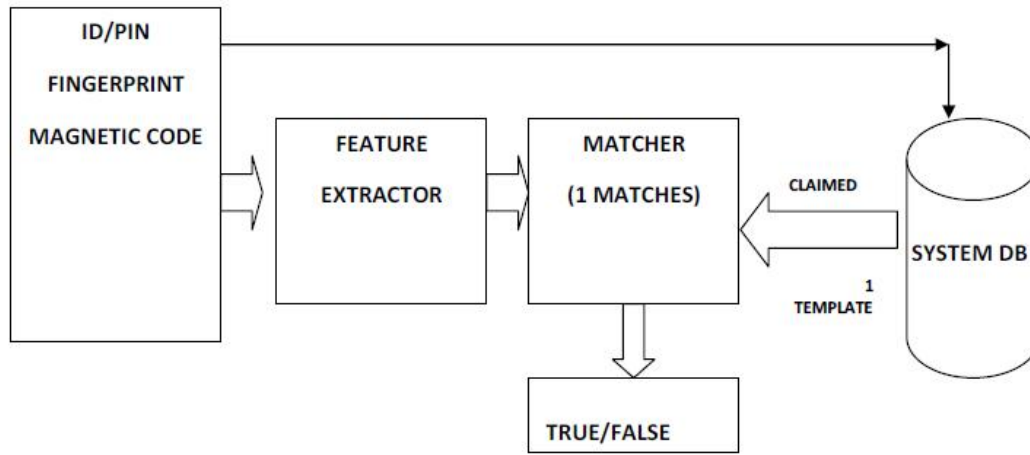 ID/PIN
FINGERPRINT
MAGNETIC CODE
FEATURE
EXTRACTOR
MATCHER
(1 MATCHES)
CLAIMED
1
TEMPLATE
SYSTEM DB
TRUE/FALSE